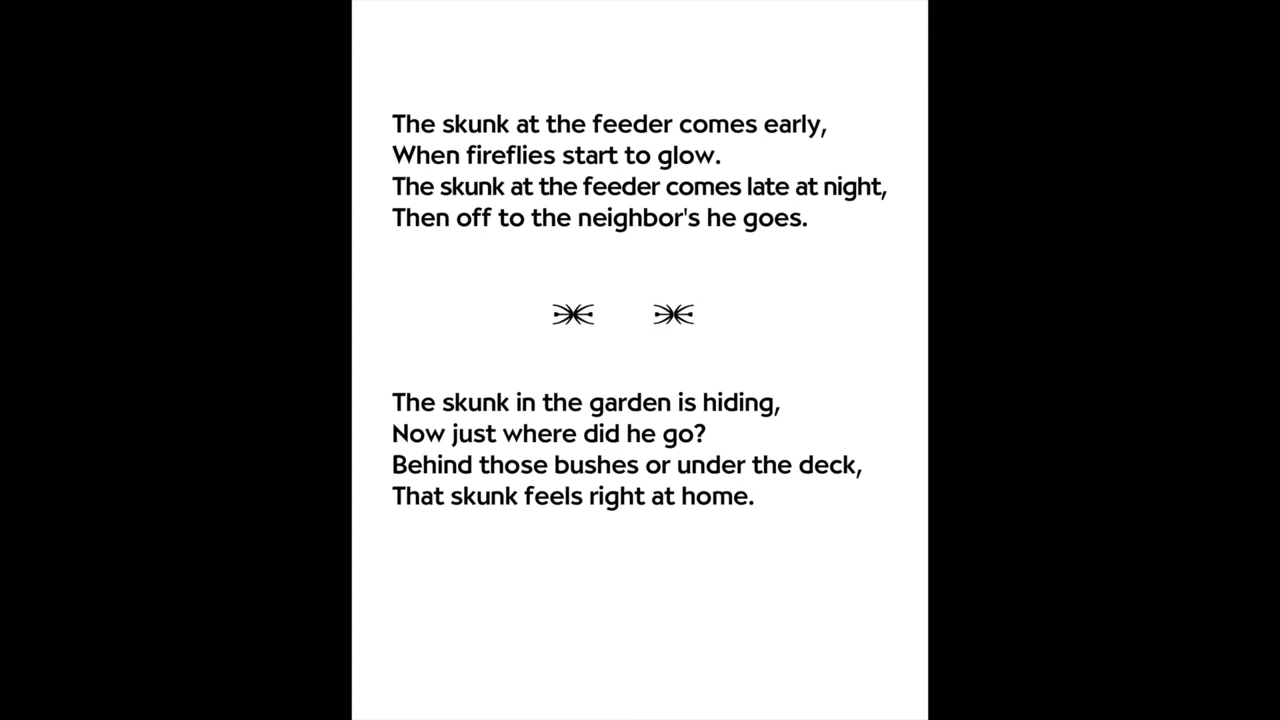 The skunk at the feeder comes early,
When fireflies start to glow.
The skunk at the feeder comes late at night,
Then off to the neighbor's he goes.
The skunk in the garden is hiding,
Now just where did he go?
Behind those bushes or under the deck,
That skunk feels right at home.